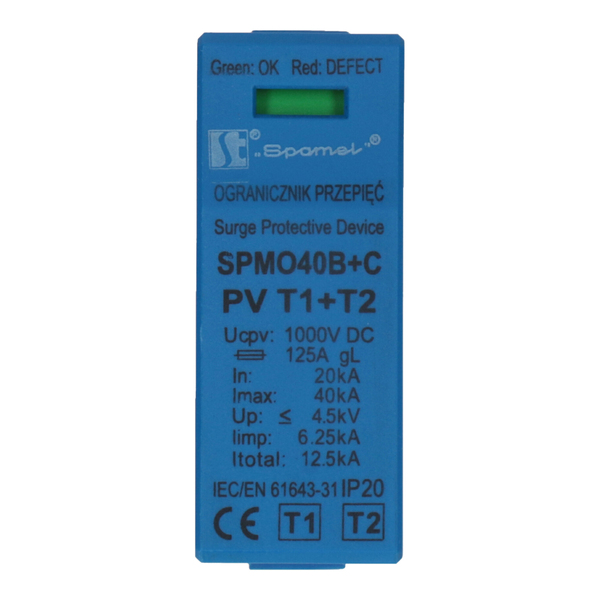 Green: OK Red: DEFECT
St® „Spamel”®
OGRANICZNIK PRZEPIĘĆ
Surge Protective Device
SPMO40B+C
PV T1+T2
Ucpv: 1000V DC
125A gL
In: 20kA
Imax: 40kA
Up: ≤ 4.5kV
Iimp: 6.25kA
Itotal: 12.5kA
IEC/EN 61643-31 IP20
CE T1 T2